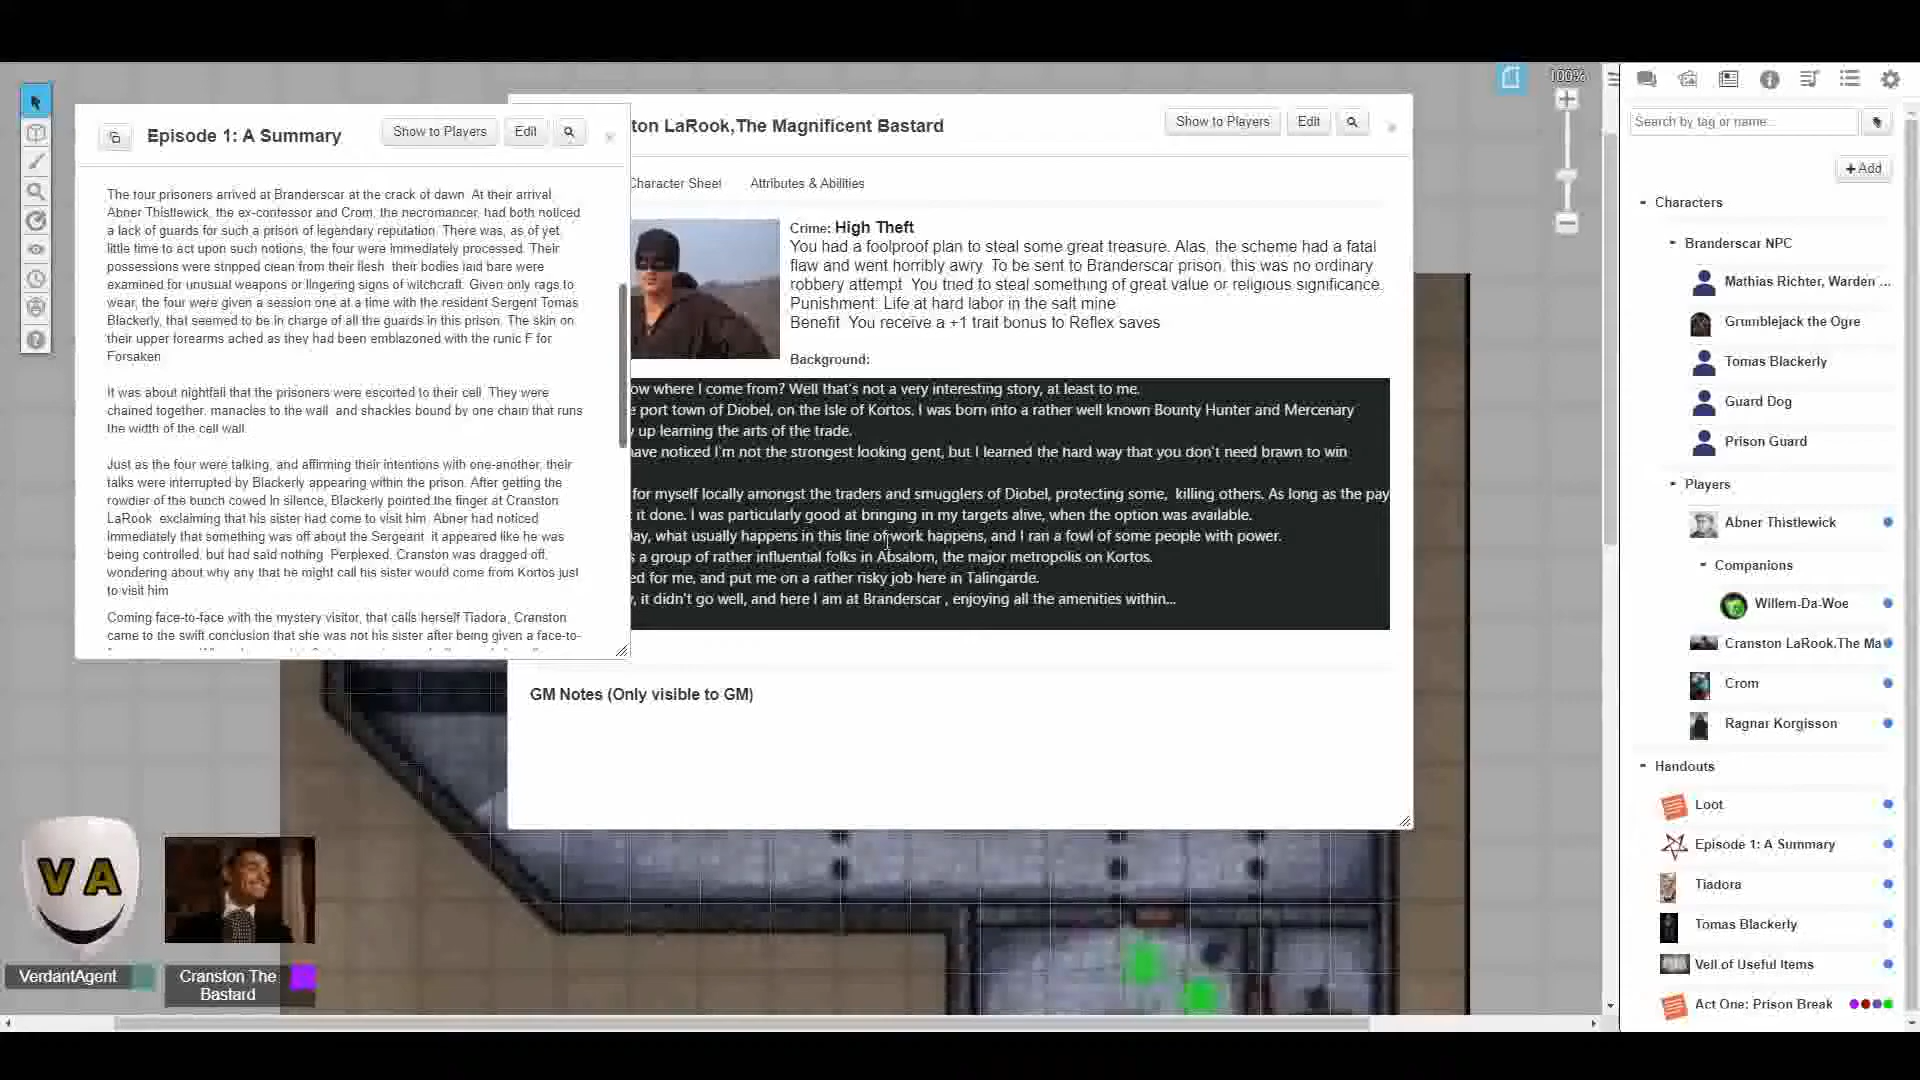 100%
Episode 1: A Summary
Show to Players
Edit
The four prisoners arrived at Branderscar at the crack of dawn. At their arrival,
Abner Thistlewick, the ex-confessor and Crom, the necromancer, had both noticed
a lack of guards for such a prison of legendary reputation. There was, as of yet,
little time to act upon such notions, the four were immediately processed. Their
possessions were stripped clean from their flesh, their bodies laid bare were
examined for unusual weapons or lingering signs of witchcraft. Given only rags to
wear, the four were given a session one at a time with the resident Sergent Tomas
Blackerly, that seemed to be in charge of all the guards in this prison. The skin on
their upper forearms ached as they had been emblazoned with the runic F for
Forsaken.
It was about nightfall that the prisoners were escorted to their cell. They were
chained together, manacles to the wall, and shackles bound by one chain that runs
the width of the cell wall.
Just as the four were talking, and affirming their intentions with one-another, their
talks were interrupted by Blackerly appearing within the prison. After getting the
rowdier of the bunch cowed in silence, Blackerly pointed the finger at Cranston
LaRook, exclaiming that his sister had come to visit him. Abner had noticed
immediately that something was off about the Sergeant, it appeared like he was
being controlled, but had said nothing. Perplexed, Cranston was dragged off,
wondering about why any that he might call his sister would come from Kortos just
to visit him.
Coming face-to-face with the mystery visitor, that calls herself Tiadora, Cranston
came to the swift conclusion that she was not his sister after being given a face-to-
ton LaRook,The Magnificent Bastard
Show to Players
Edit
Character Sheet
Attributes & Abilities
Crime: High Theft
You had a foolproof plan to steal some great treasure. Alas, the scheme had a fatal
flaw and went horribly awry. To be sent to Branderscar prison, this was no ordinary
robbery attempt. You tried to steal something of great value or religious significance.
Punishment: Life at hard labor in the salt mine
Benefit: You receive a +1 trait bonus to Reflex saves
Background:
ow where I come from? Well that's not a very interesting story, at least to me.
port town of Diobel, on the Isle of Kortos. I was born into a rather well known Bounty Hunter and Mercenary
up learning the arts of the trade.
ave noticed I'm not the strongest looking gent, but I learned the hard way that you don't need brawn to win
for myself locally amongst the traders and smugglers of Diobel, protecting some, killing others. As long as the pay
it done. I was particularly good at bringing in my targets alive, when the option was available.
ay, what usually happens in this line of work happens, and I ran a fowl of some people with power.
a group of rather influential folks in Absalom, the major metropolis on Kortos.
ed for me, and put me on a rather risky job here in Talingarde.
, it didn't go well, and here I am at Branderscar , enjoying all the amenities within...
GM Notes (Only visible to GM)
VA
VerdantAgent
Cranston The
Bastard
Search by tag or name...
+ Add
Characters
Branderscar NPC
Mathias Richter, Warden ...
Grumblejack the Ogre
Tomas Blackerly
Guard Dog
Prison Guard
Players
Abner Thistlewick
Companions
Willem-Da-Woe
Cranston LaRook,The Ma
Crom
Ragnar Korgisson
Handouts
Loot
Episode 1: A Summary
Tiadora
Tomas Blackerly
Veil of Useful Items
Act One: Prison Break